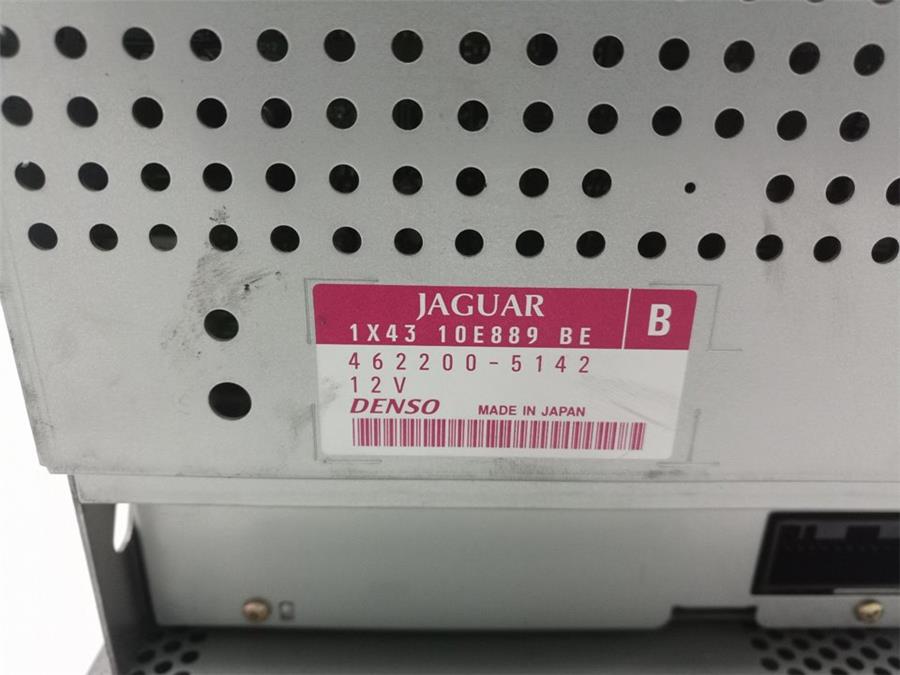 JAGUAR
1X43 10E889 BE
B
462200-5142
12V
DENSO MADE IN JAPAN